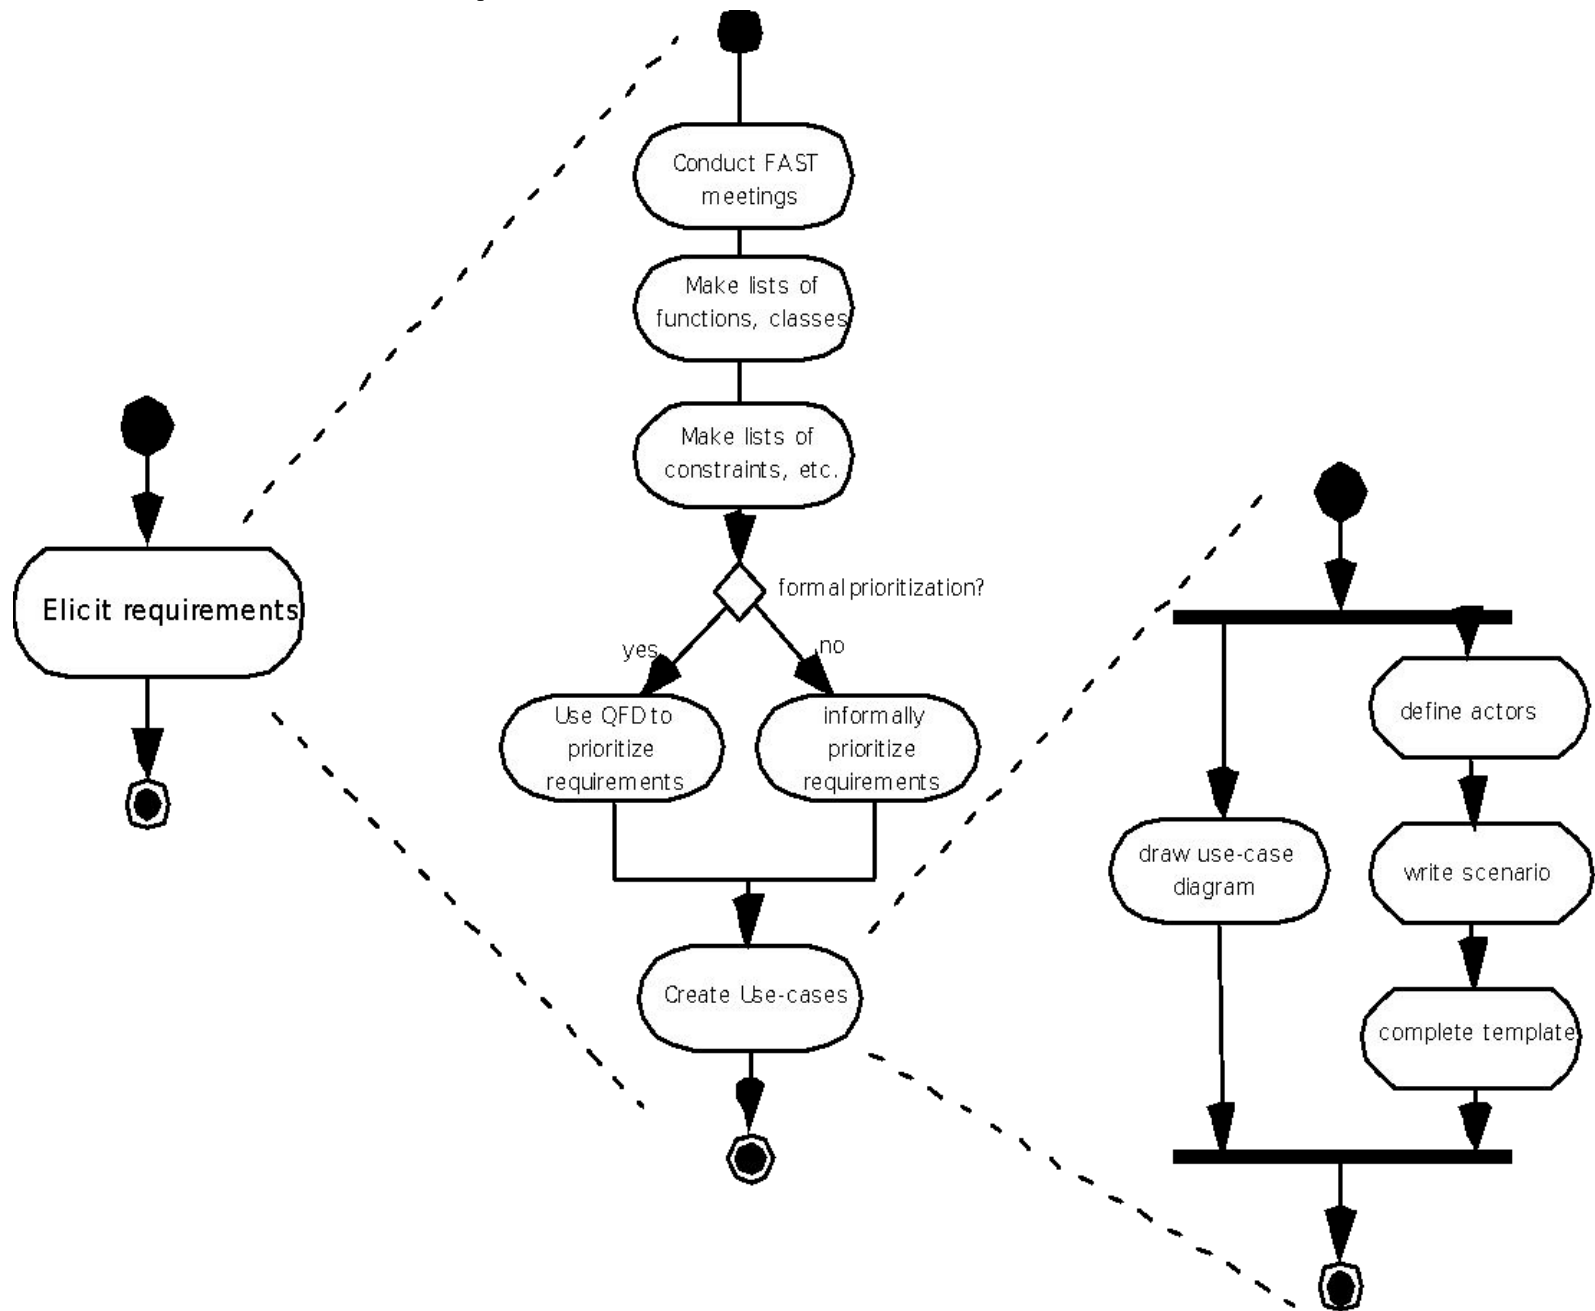 Elicit requirements
Conduct FAST
meetings
Make lists of
functions, classes
Make lists of
constraints, etc.
formal prioritization?
yes
no
Use QFD to
prioritize
requirements
informally
prioritize
requirements
Create Use-cases
define actors
draw use-case
diagram
write scenario
complete template